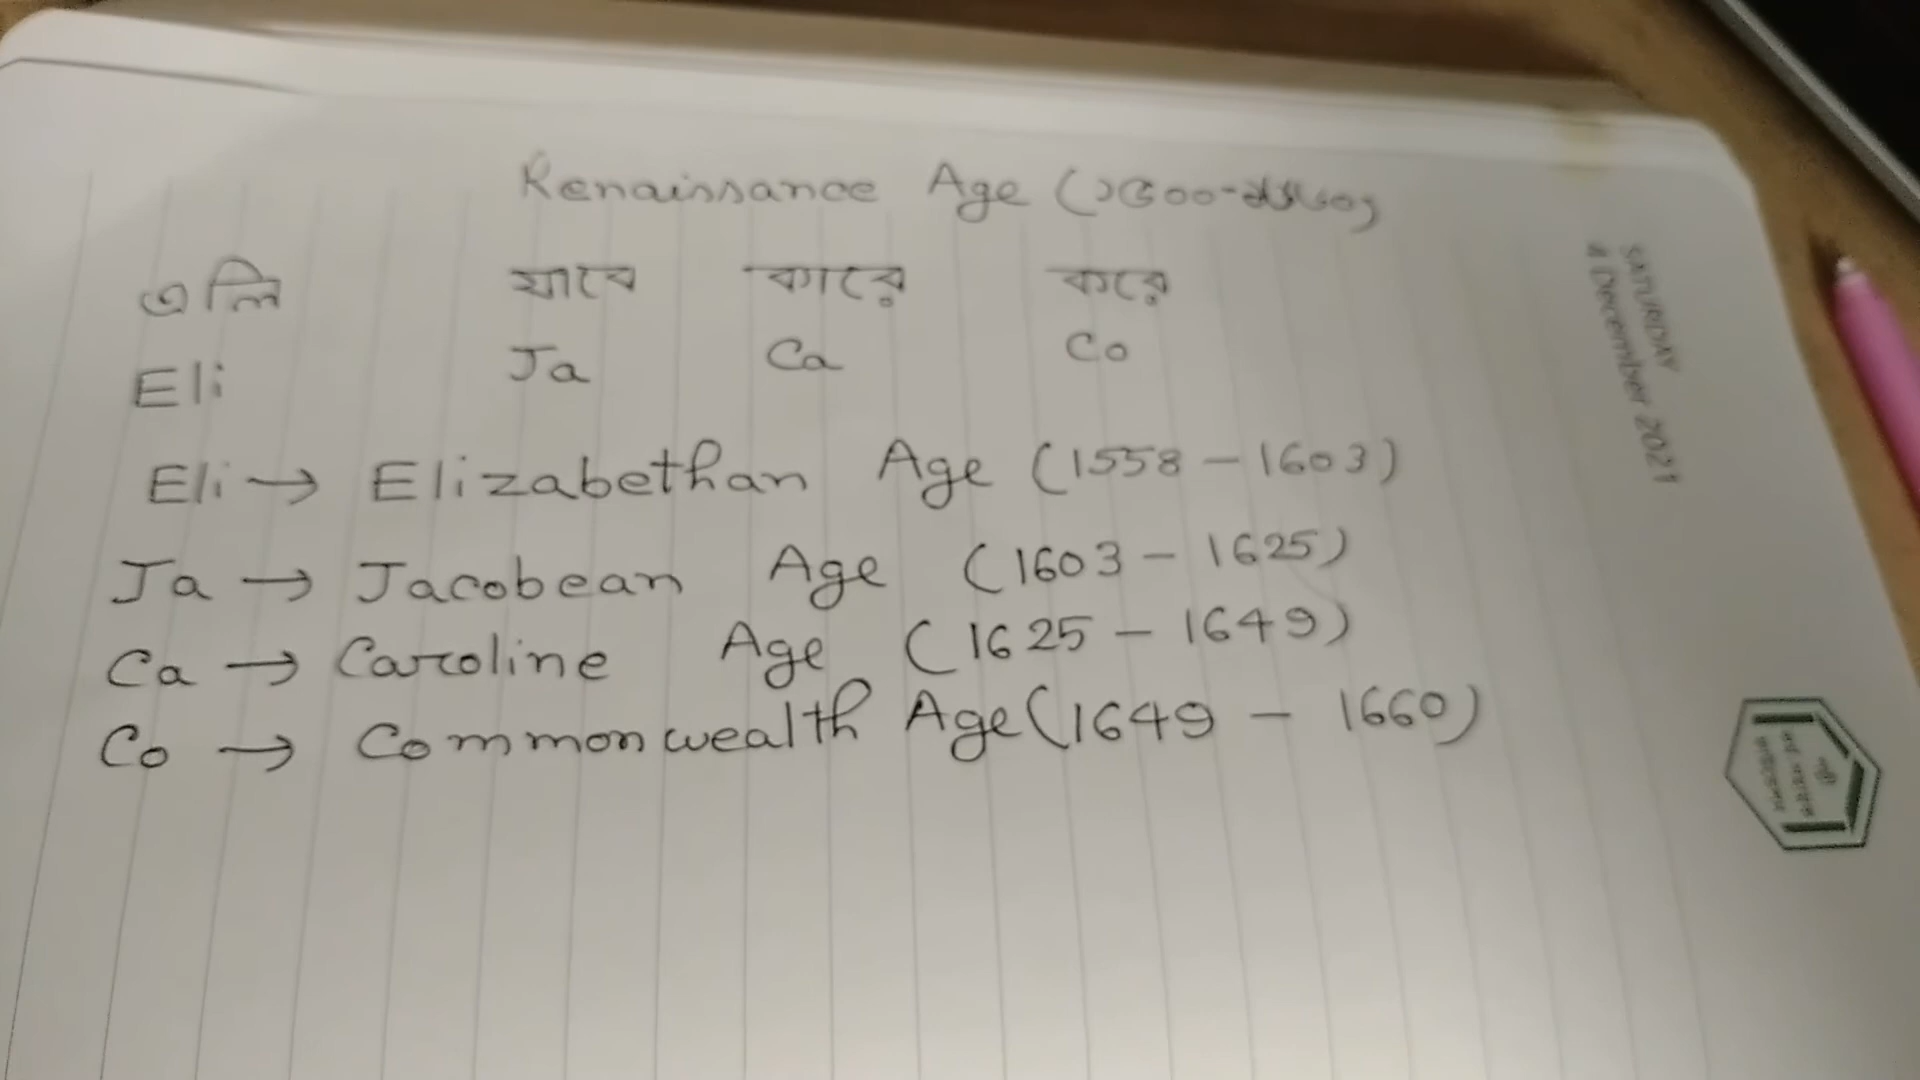 Renaissance Age (১৫০০-১৬৬০)
এলি যাবে কারে করে
Eli Ja Ca Co
Eli → Elizabethan Age (1558 - 1603)
Ja → Jacobean Age (1603 - 1625)
Ca → Caroline Age (1625 - 1649)
Co → Commonwealth Age (1649 - 1660)
SATURDAY
4 December 2021